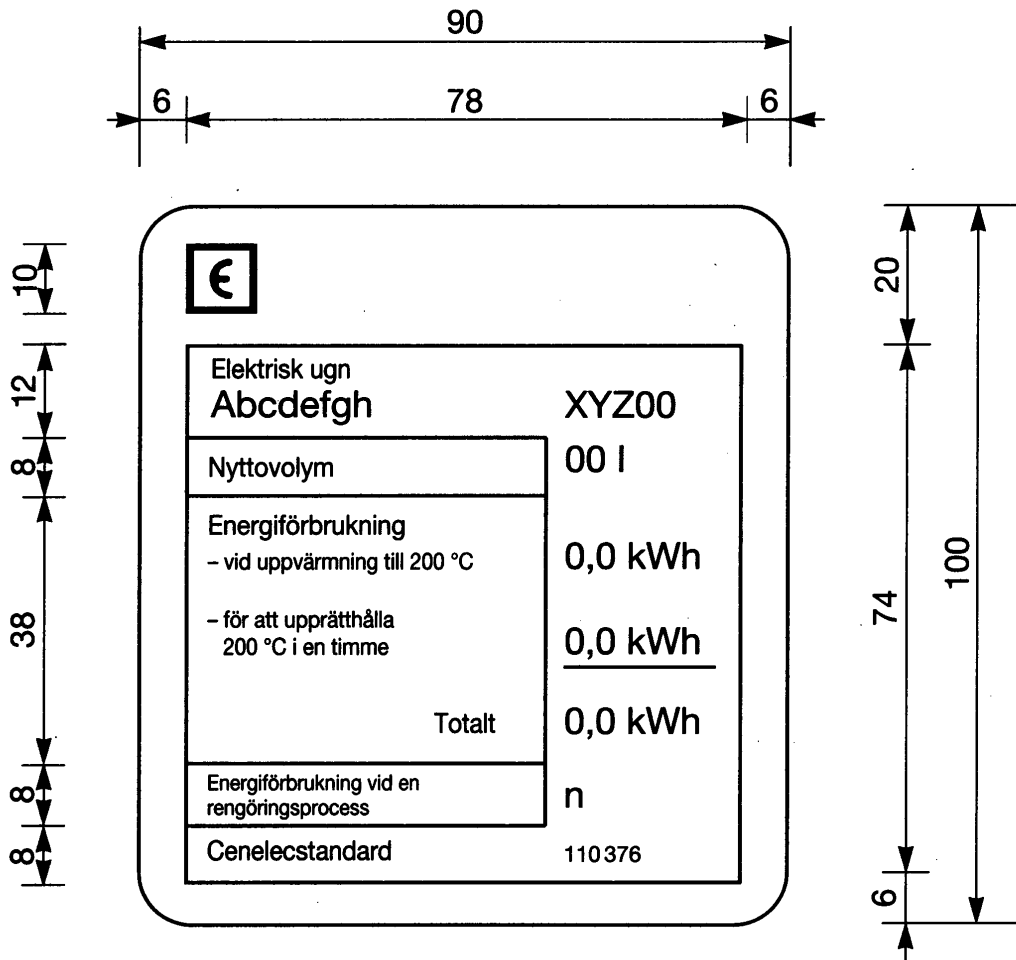 90
6 78 6
10
20
Є
12
Elektrisk ugn
Abcdefgh XYZ00
8
Nyttovolym 00 l
Energiförbrukning
– vid uppvärmning till 200 °C 0,0 kWh
38
– för att upprätthålla
200 °C i en timme 0,0 kWh
74
100
Totalt 0,0 kWh
8
Energiförbrukning vid en
rengöringsprocess n
8
Cenelecstandard 110 376
6